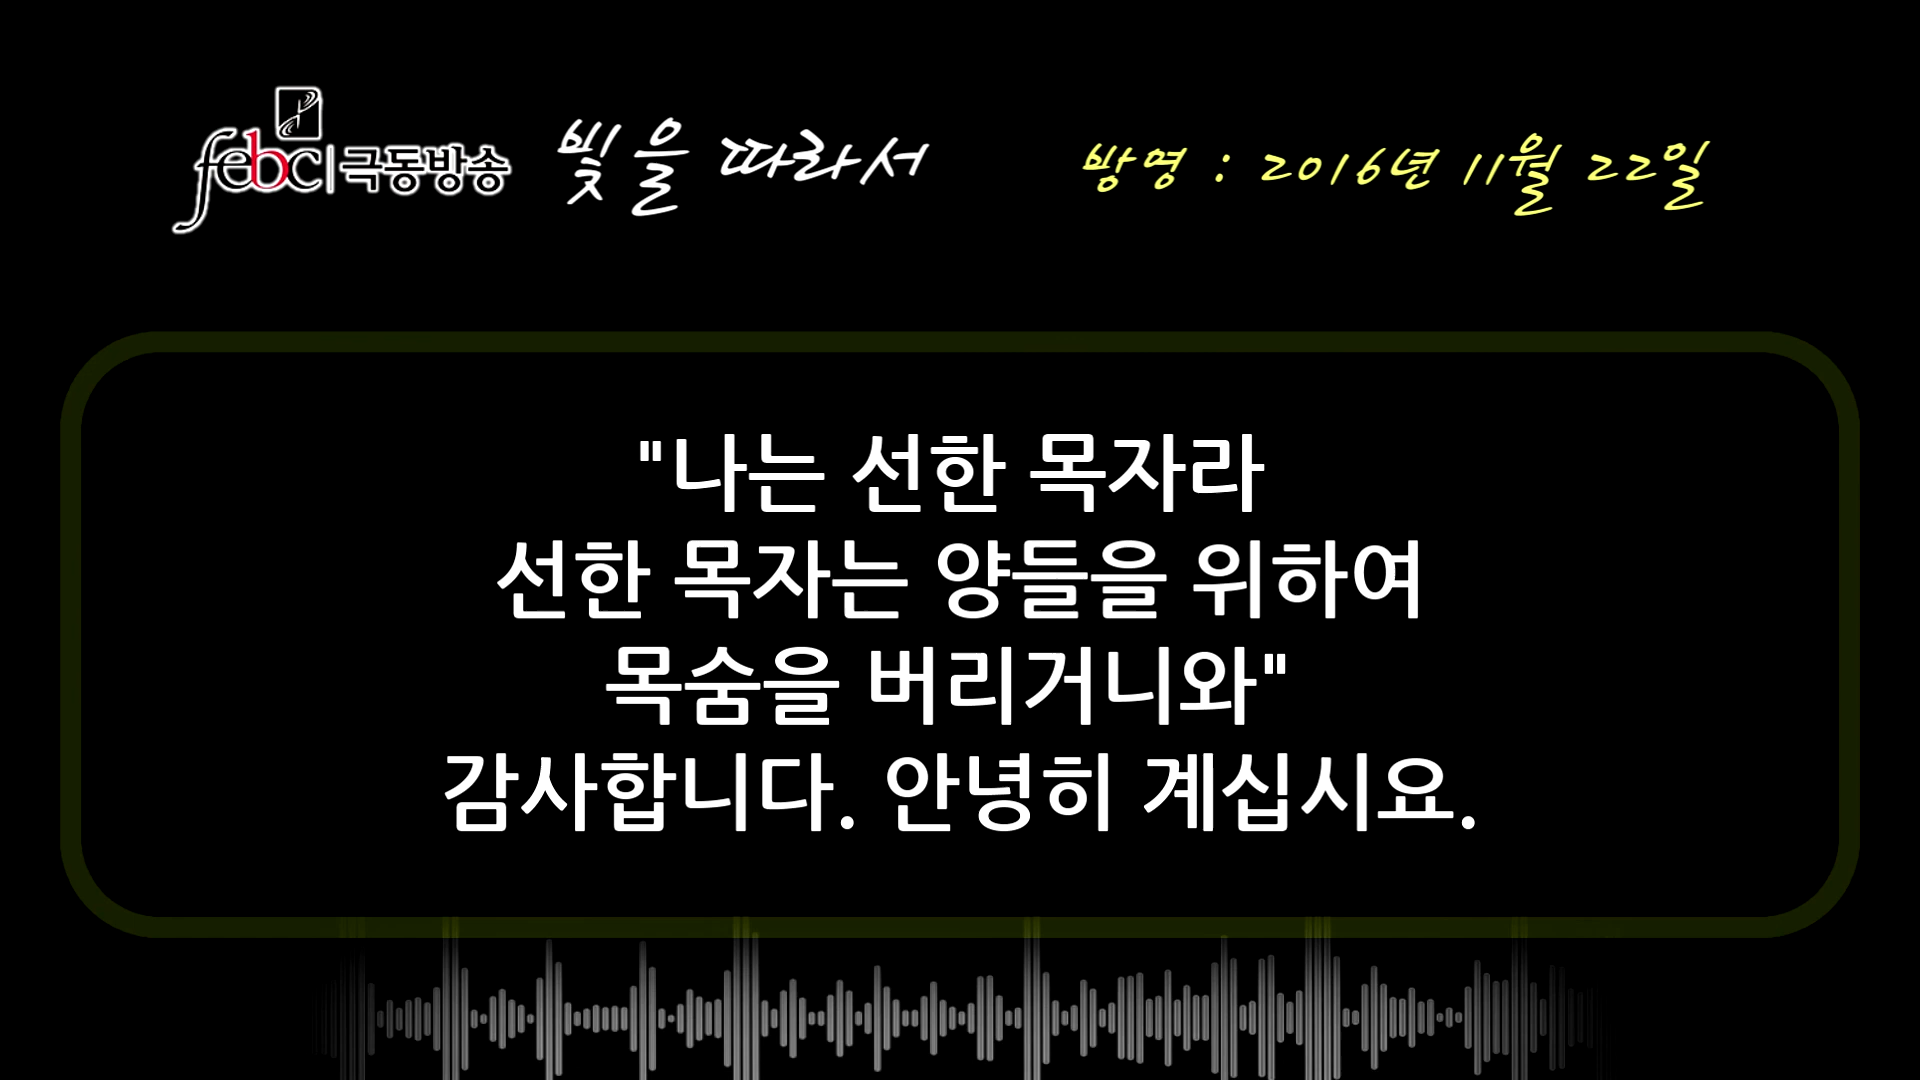 febc 극동방송 빛을 따라서 방영 : 2016년 11월 22일
"나는 선한 목자라
선한 목자는 양들을 위하여
목숨을 버리거니와"
감사합니다. 안녕히 계십시요.